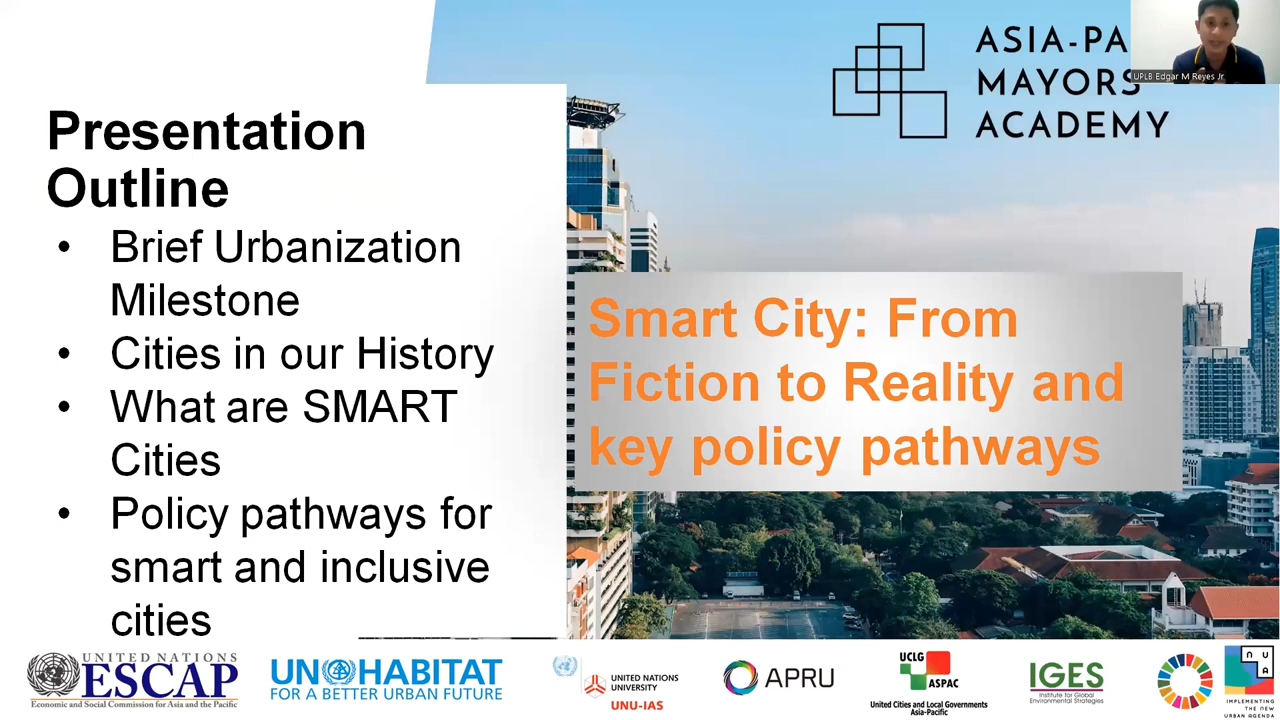 Presentation
Outline
• Brief Urbanization
Milestone
• Cities in our History
• What are SMART
Cities
• Policy pathways for
smart and inclusive
cities
ASIA-PA
MAYORS
ACADEMY
UPLB Edgar M Reyes Jr.
Smart City: From
Fiction to Reality and
key policy pathways
UNITED NATIONS
ESCAP
Economic and Social Commission for Asia and the Pacific
UN HABITAT
FOR A BETTER URBAN FUTURE
UNITED NATIONS
UNIVERSITY
UNU-IAS
APRU
UCLG
ASPAC
United Cities and Local Governments
Asia-Pacific
IGES
Institute for Global
Environmental Strategies
NUA
IMPLEMENTING
THE NEW
URBAN AGENDA